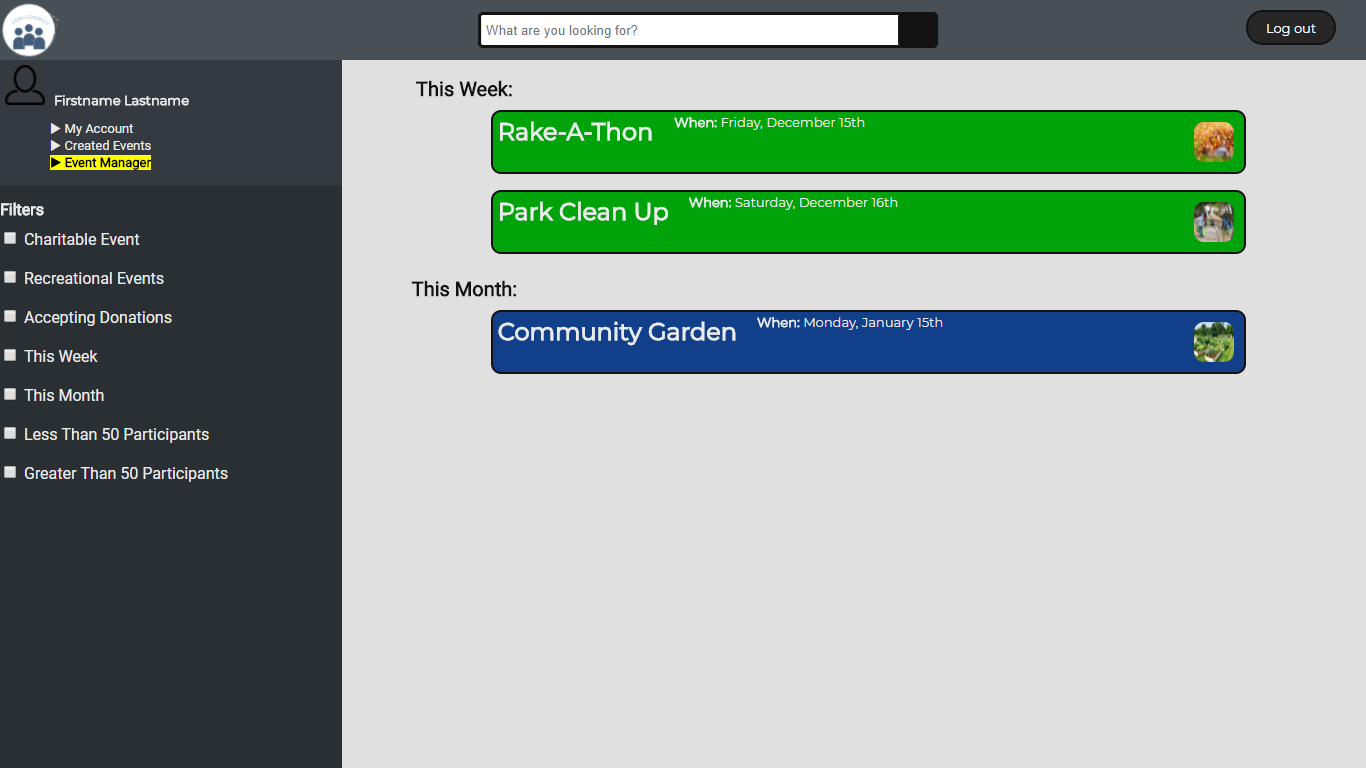 COM-CONNECT
What are you looking for?
Log out
Firstname Lastname
▶ My Account
▶ Created Events
▶ Event Manager
Filters
Charitable Event
Recreational Events
Accepting Donations
This Week
This Month
Less Than 50 Participants
Greater Than 50 Participants
This Week:
Rake-A-Thon
When: Friday, December 15th
Park Clean Up
When: Saturday, December 16th
This Month:
Community Garden
When: Monday, January 15th